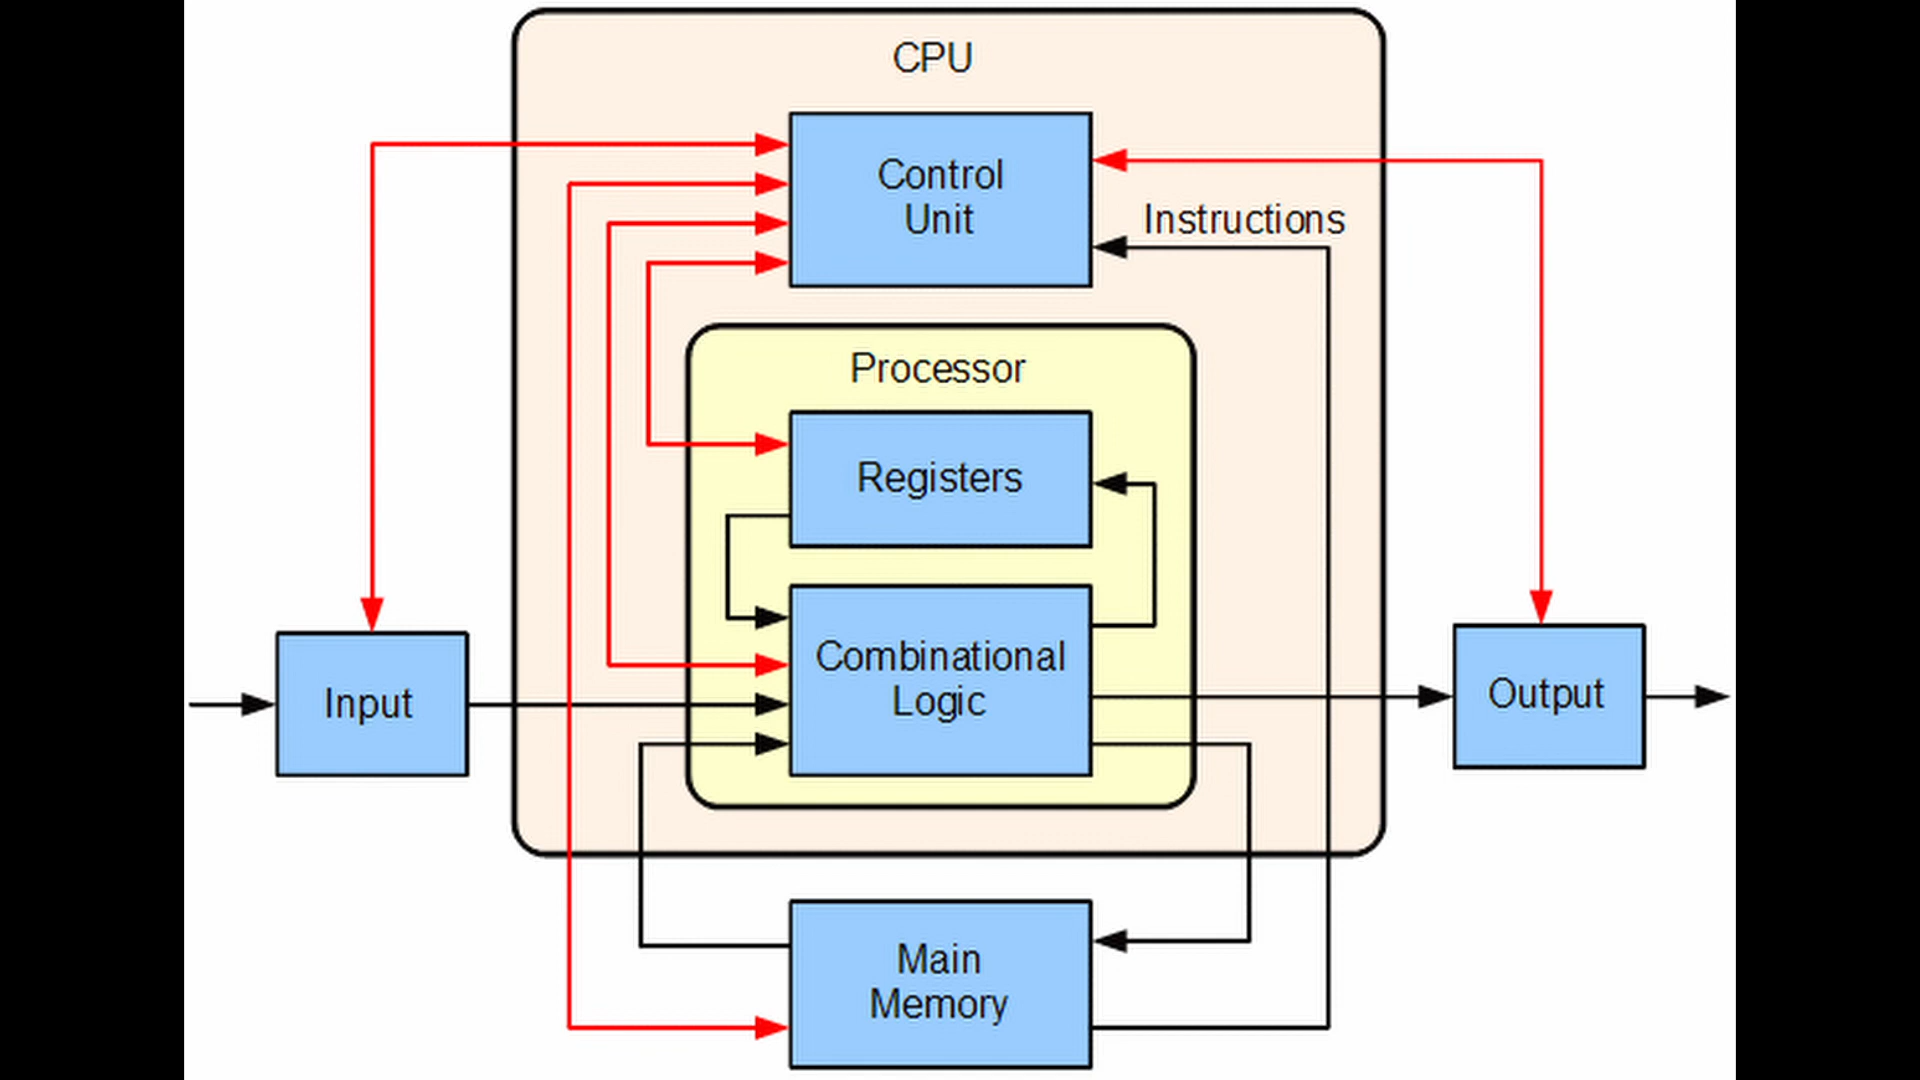 CPU
Control
Unit
Instructions
Processor
Registers
Combinational
Logic
Input
Output
Main
Memory